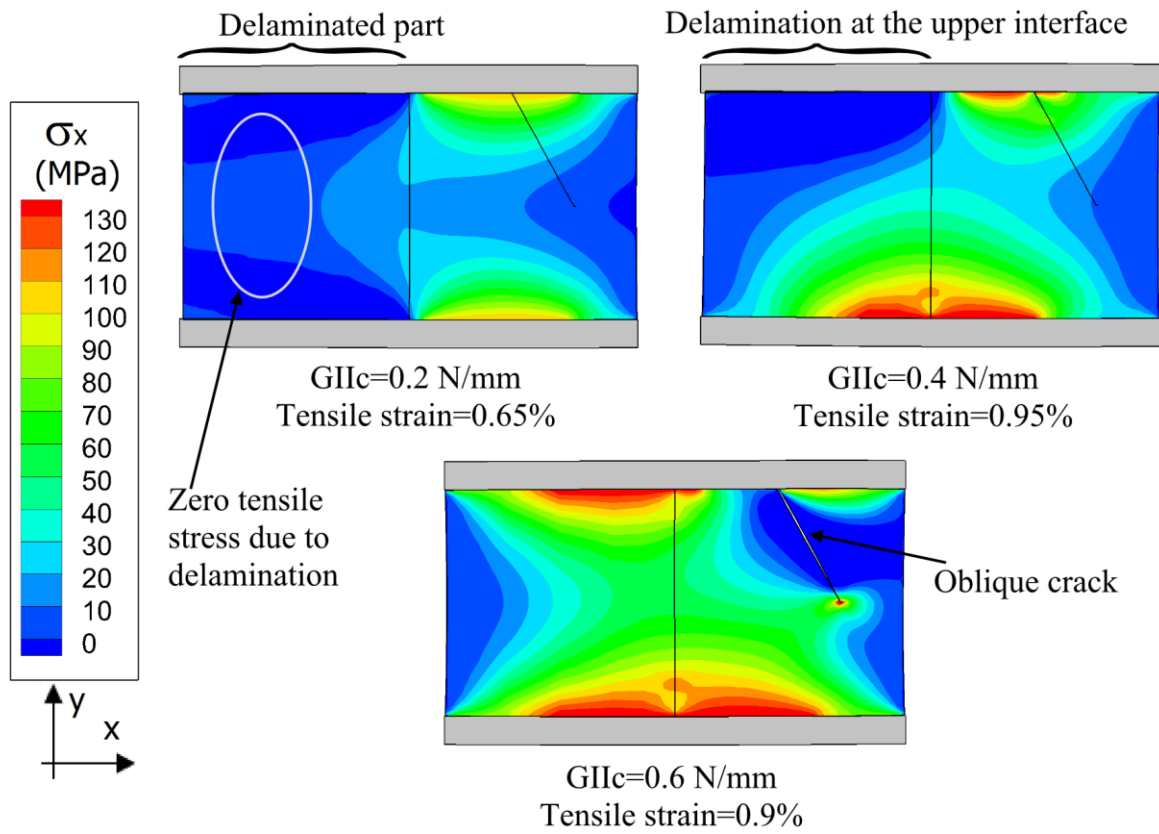 Delaminated part
Delamination at the upper interface
σx
(MPa)
130
120
110
100
90
80
70
60
50
40
30
20
10
0
GIIc=0.2 N/mm
Tensile strain=0.65%
GIIc=0.4 N/mm
Tensile strain=0.95%
Zero tensile
stress due to
delamination
Oblique crack
y
x
GIIc=0.6 N/mm
Tensile strain=0.9%